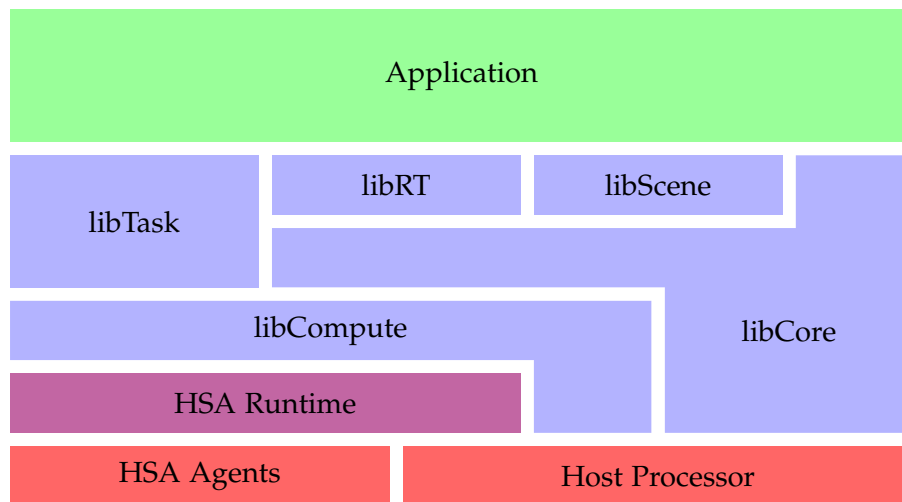 Application
libRT
libScene
libTask
libCompute
libCore
HSA Runtime
HSA Agents
Host Processor